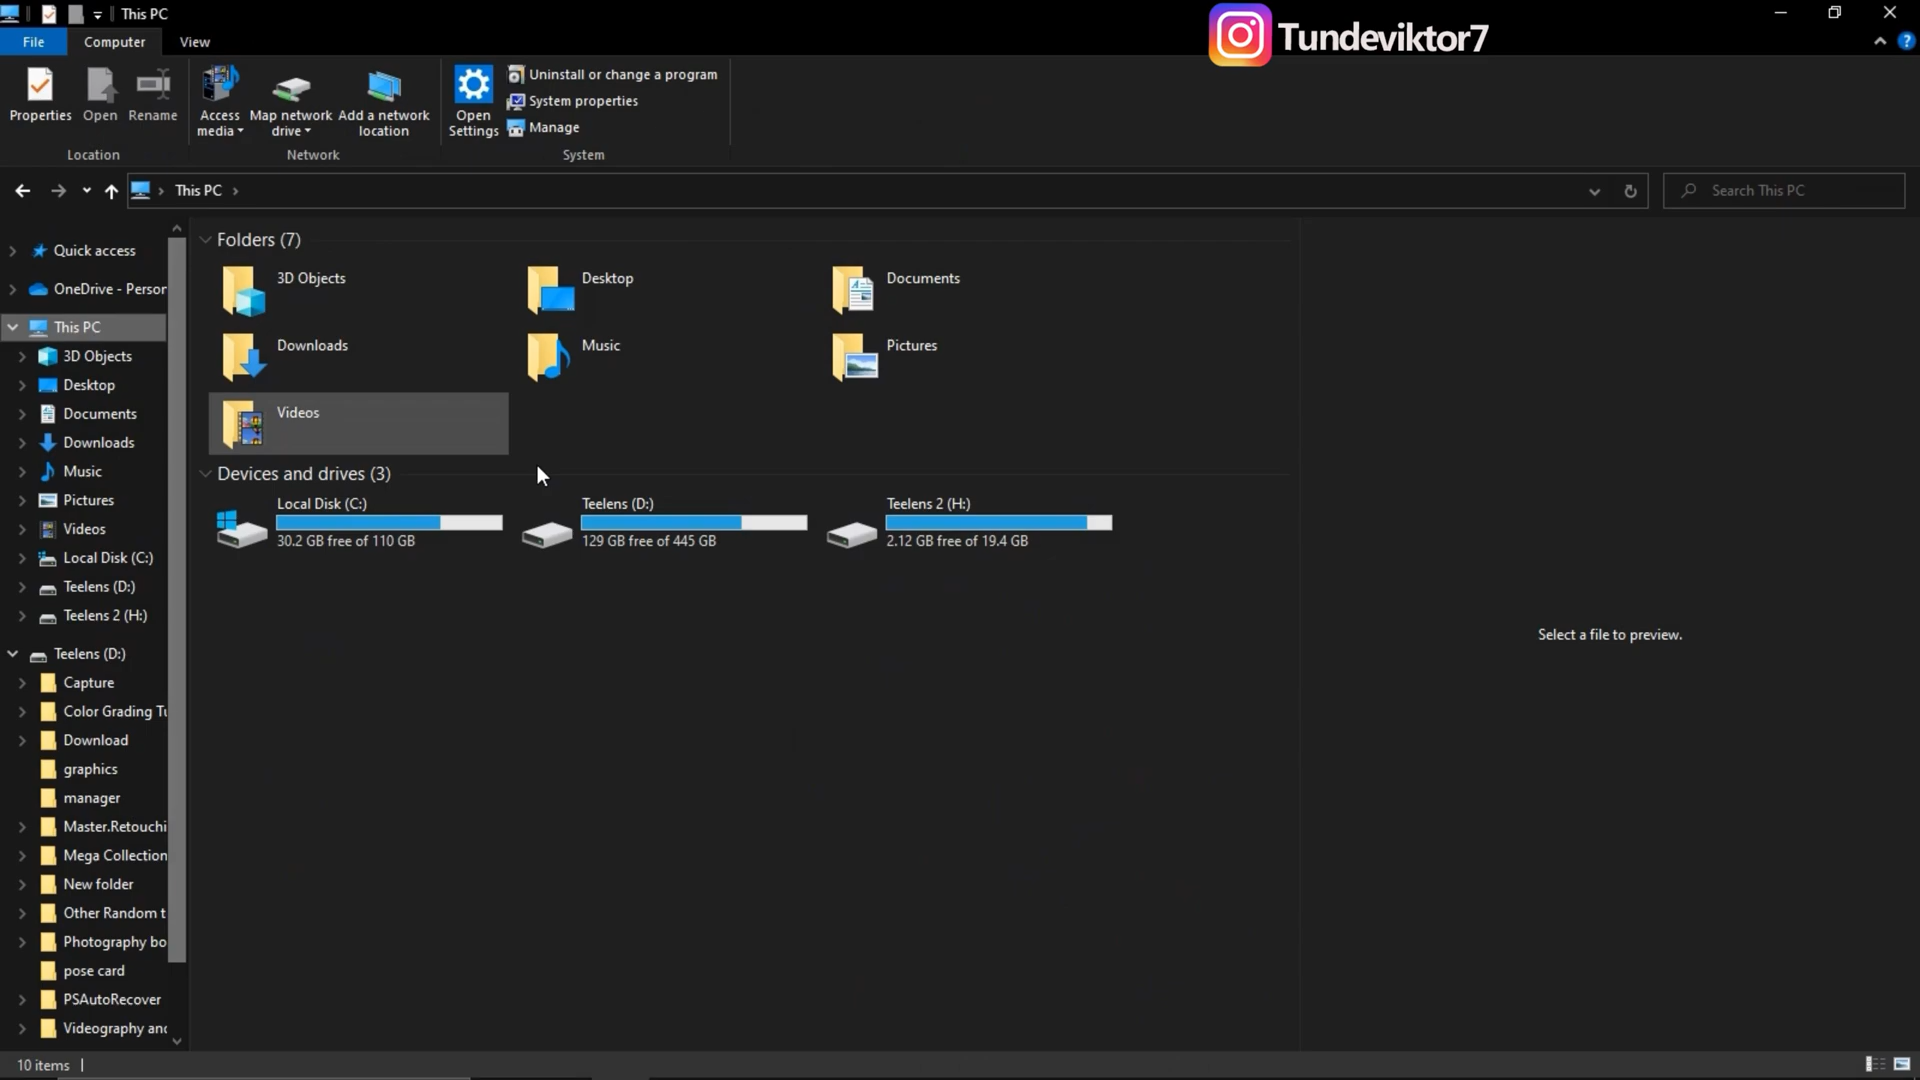 This PC
Tundeviktor7
File
Computer
View
Properties
Open
Rename
Access media
Map network drive
Add a network location
Open Settings
Uninstall or change a program
System properties
Manage
Location
Network
System
This PC
Search This PC
Quick access
OneDrive - Person
This PC
3D Objects
Desktop
Documents
Downloads
Music
Pictures
Videos
Local Disk (C:)
Teelens (D:)
Teelens 2 (H:)
Teelens (D:)
Capture
Color Grading Tu
Download
graphics
manager
Master.Retouchi
Mega Collection
New folder
Other Random t
Photography bo
pose card
PSAutoRecover
Videography and
Folders (7)
3D Objects
Desktop
Documents
Downloads
Music
Pictures
Videos
Devices and drives (3)
Local Disk (C:)
30.2 GB free of 110 GB
Teelens (D:)
129 GB free of 445 GB
Teelens 2 (H:)
2.12 GB free of 19.4 GB
Select a file to preview.
10 items